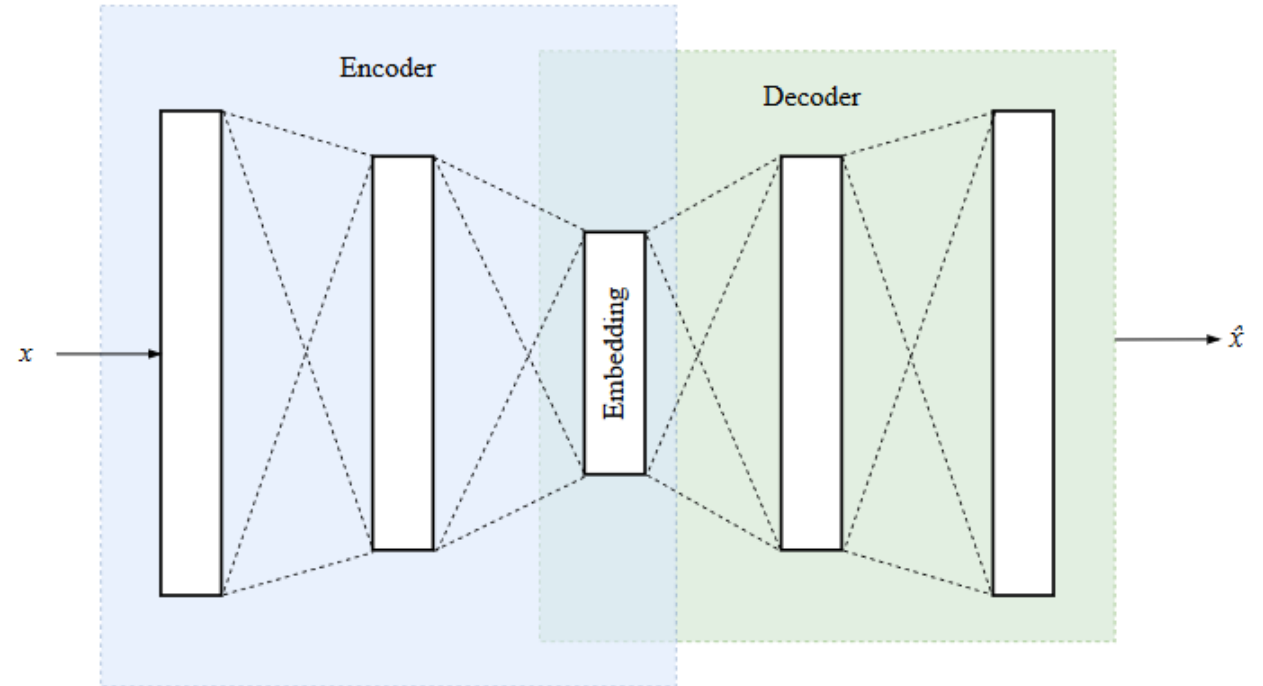 Encoder
Decoder
Embedding
x
x̂